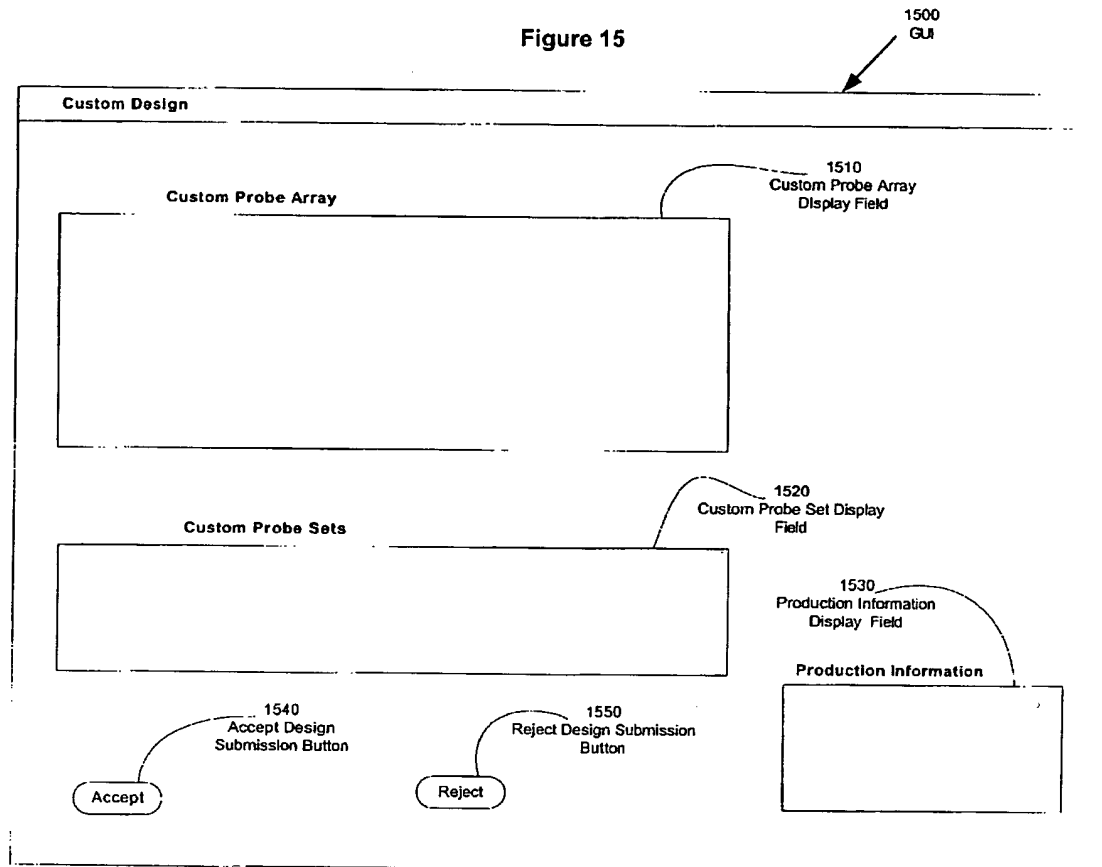 Figure 15
1500
GUI
Custom Design
1510
Custom Probe Array
Display Field
Custom Probe Array
1520
Custom Probe Set Display
Field
Custom Probe Sets
1530
Production Information
Display Field
Production Information
1540
Accept Design
Submission Button
1550
Reject Design Submission
Button
Accept
Reject